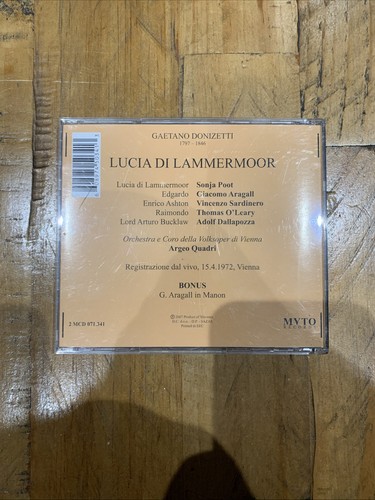 GAETANO DONIZETTI
1797 - 1848
LUCIA DI LAMMERMOOR
Lucia di Lammermoor Sonja Poot
Edgardo Giacomo Aragall
Enrico Ashton Vincenzo Sardinero
Raimondo Thomas O'Leary
Lord Arturo Bucklaw Adolf Dallapozza
Orchestra e Coro della Volksoper di Vienna
Argeo Quadri
Registrazione dal vivo, 15.4.1972, Vienna
BONUS
G. Aragall in Manon
2 MCD 071.341
Printed in
MYTO